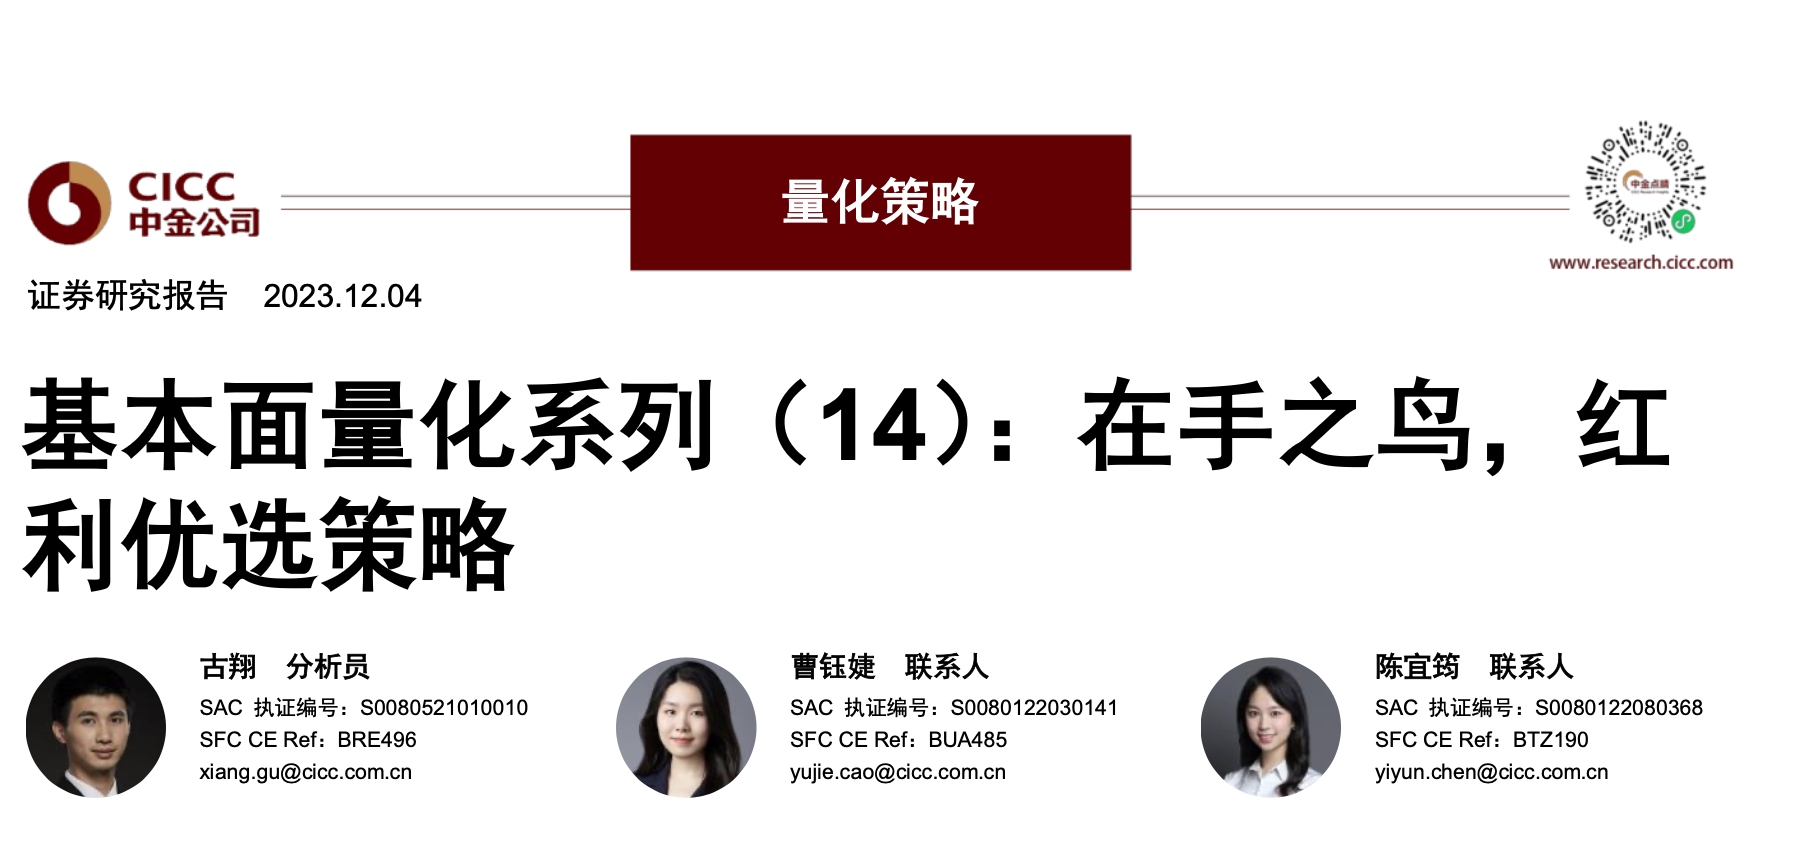 CICC
中金公司
量化策略
中金点睛
www.research.cicc.com
证券研究报告 2023.12.04
基本面量化系列（14）：在手之鸟，红
利优选策略
古翔 分析员
SAC 执证编号：S0080521010010
SFC CE Ref：BRE496
xiang.gu@cicc.com.cn
曹钰婕 联系人
SAC 执证编号：S0080122030141
SFC CE Ref：BUA485
yujie.cao@cicc.com.cn
陈宜筠 联系人
SAC 执证编号：S0080122080368
SFC CE Ref：BTZ190
yiyun.chen@cicc.com.cn